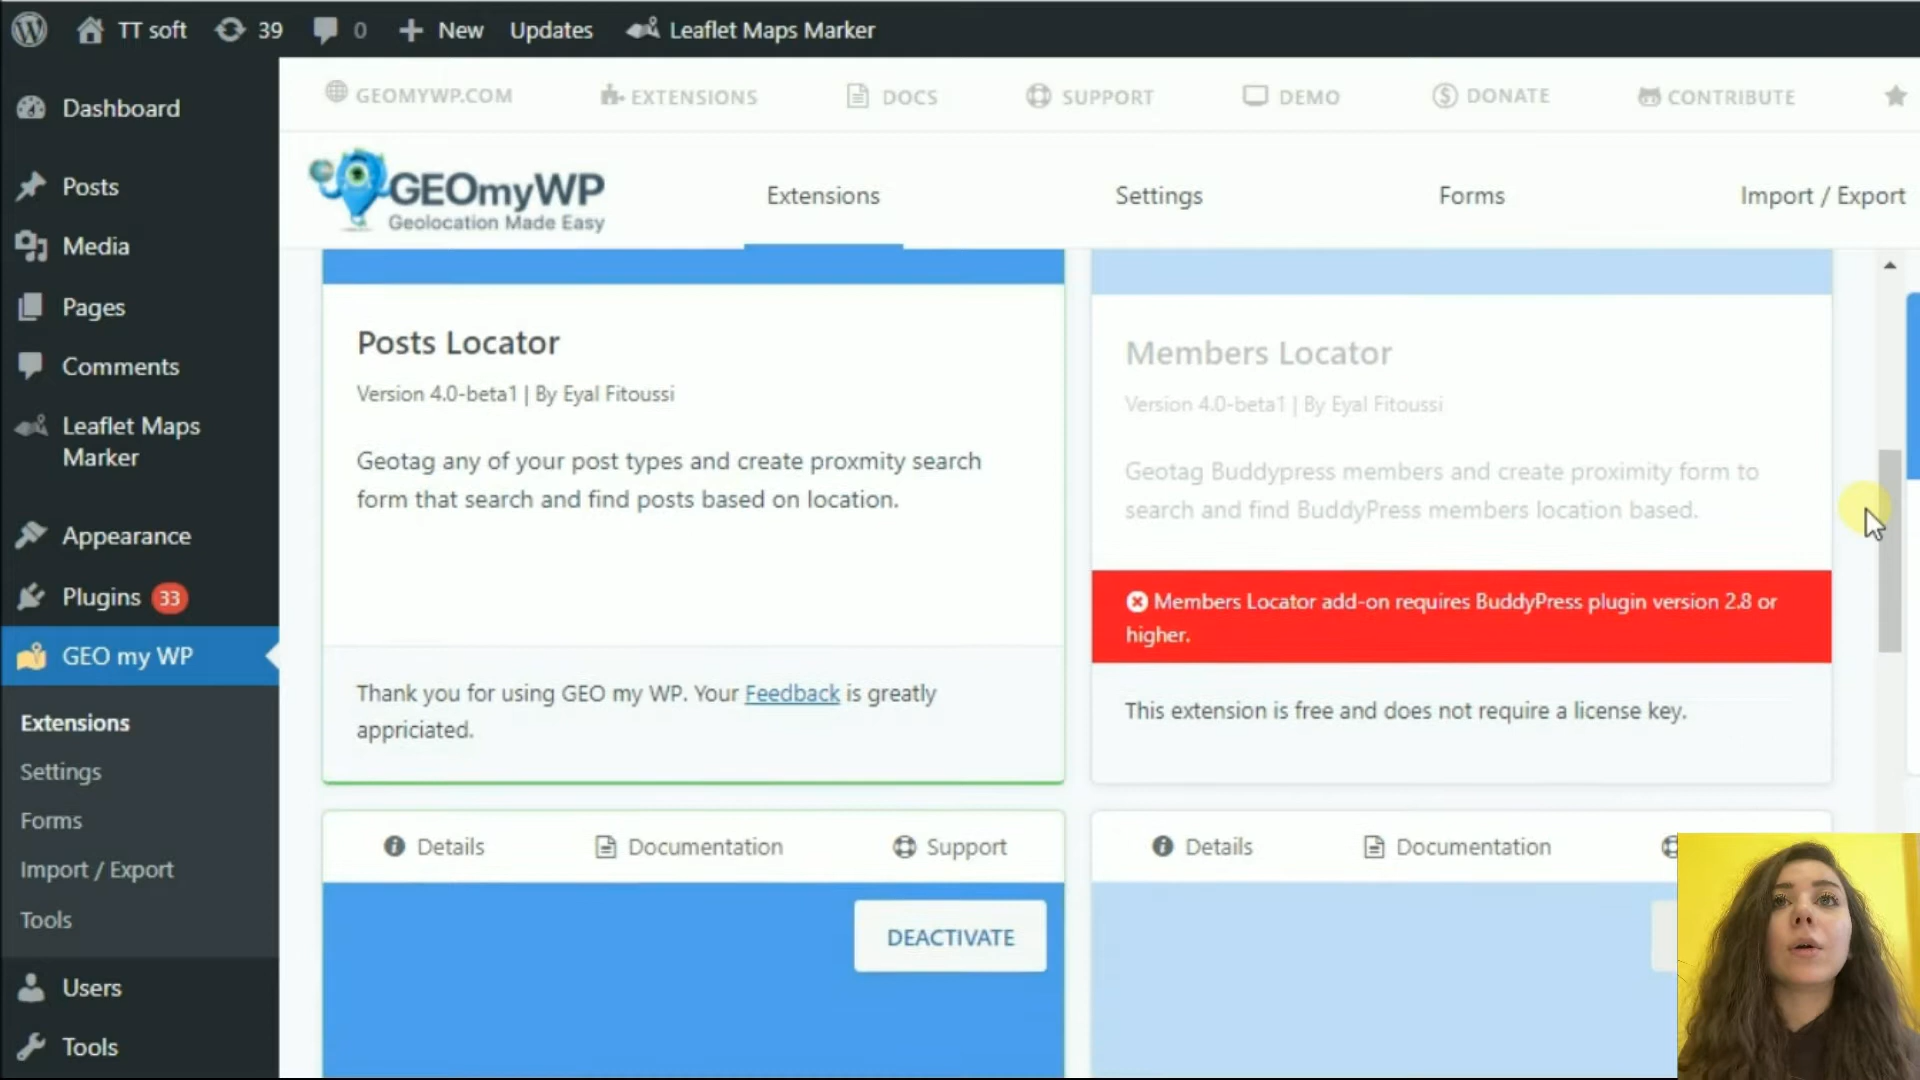 TT soft
39
0
New
Updates
Leaflet Maps Marker
Dashboard
Posts
Media
Pages
Comments
Leaflet Maps
Marker
Appearance
Plugins 33
GEO my WP
Extensions
Settings
Forms
Import / Export
Tools
Users
Tools
GEOMYWP.COM
EXTENSIONS
DOCS
SUPPORT
DEMO
DONATE
CONTRIBUTE
GEOmyWP
Geolocation Made Easy
Extensions
Settings
Forms
Import / Export
Posts Locator
Version 4.0-beta1 | By Eyal Fitoussi
Geotag any of your post types and create proxmity search
form that search and find posts based on location.
Thank you for using GEO my WP. Your Feedback is greatly
appriciated.
Members Locator
Version 4.0-beta1 | By Eyal Fitoussi
Geotag Buddypress members and create proximity form to
search and find BuddyPress members location based.
Members Locator add-on requires BuddyPress plugin version 2.8 or
higher.
This extension is free and does not require a license key.
Details
Documentation
Support
DEACTIVATE
Details
Documentation